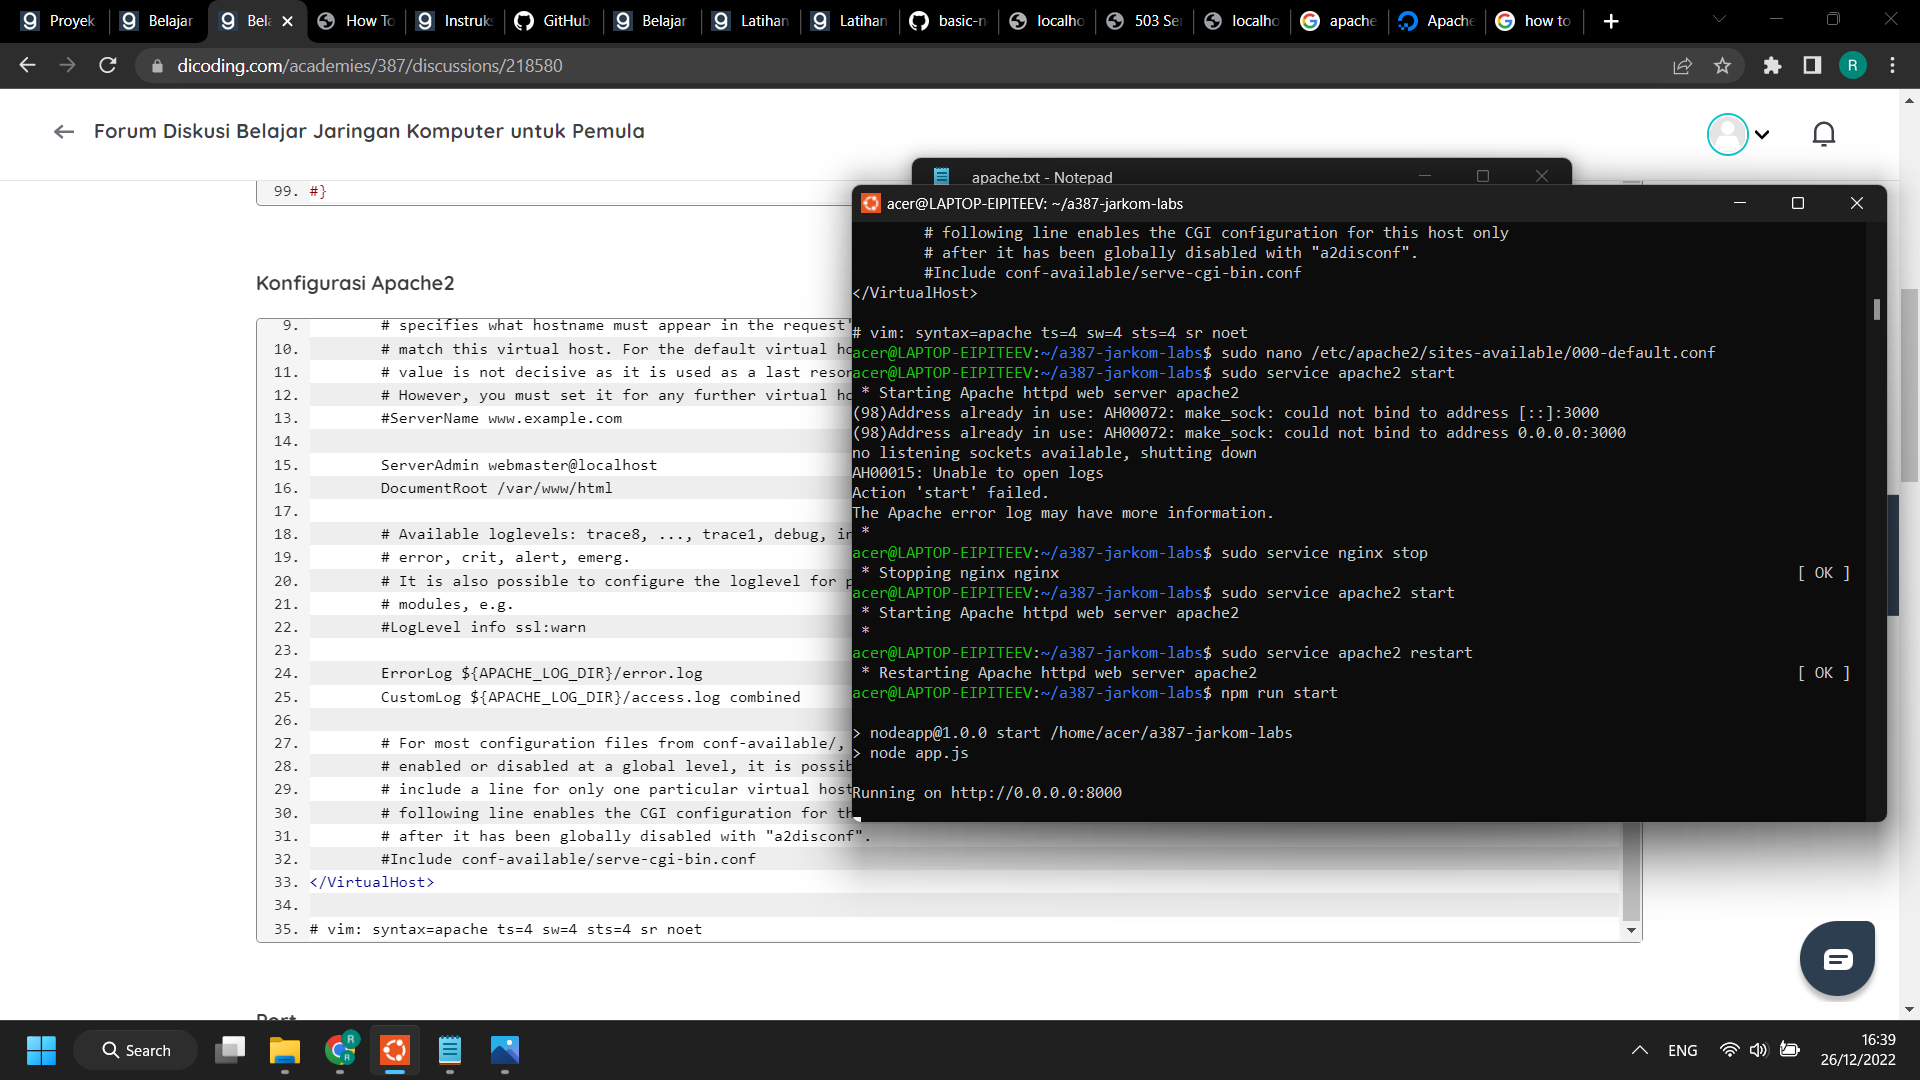 Proyek
Belajar
Bela
How To
Instruks
GitHub
Belajar
Latihan
Latihan
basic-n
localho
503 Ser
localho
apache
Apache
how to
dicoding.com/academies/387/discussions/218580
R
Forum Diskusi Belajar Jaringan Komputer untuk Pemula
99. #}
Konfigurasi Apache2
9. # specifies what hostname must appear in the request'
10. # match this virtual host. For the default virtual ho
11. # value is not decisive as it is used as a last resor
12. # However, you must set it for any further virtual ho
13. #ServerName www.example.com
14.
15. ServerAdmin webmaster@localhost
16. DocumentRoot /var/www/html
17.
18. # Available loglevels: trace8, ..., trace1, debug, in
19. # error, crit, alert, emerg.
20. # It is also possible to configure the loglevel for p
21. # modules, e.g.
22. #LogLevel info ssl:warn
23.
24. ErrorLog ${APACHE_LOG_DIR}/error.log
25. CustomLog ${APACHE_LOG_DIR}/access.log combined
26.
27. # For most configuration files from conf-available/,
28. # enabled or disabled at a global level, it is possib
29. # include a line for only one particular virtual host
30. # following line enables the CGI configuration for th
31. # after it has been globally disabled with "a2disconf".
32. #Include conf-available/serve-cgi-bin.conf
33. </VirtualHost>
34.
35. # vim: syntax=apache ts=4 sw=4 sts=4 sr noet
Port
apache.txt - Notepad
acer@LAPTOP-EIPITEEV: ~/a387-jarkom-labs
# following line enables the CGI configuration for this host only
# after it has been globally disabled with "a2disconf".
#Include conf-available/serve-cgi-bin.conf
</VirtualHost>
# vim: syntax=apache ts=4 sw=4 sts=4 sr noet
acer@LAPTOP-EIPITEEV:~/a387-jarkom-labs$ sudo nano /etc/apache2/sites-available/000-default.conf
acer@LAPTOP-EIPITEEV:~/a387-jarkom-labs$ sudo service apache2 start
* Starting Apache httpd web server apache2
(98)Address already in use: AH00072: make_sock: could not bind to address [::]:3000
(98)Address already in use: AH00072: make_sock: could not bind to address 0.0.0.0:3000
no listening sockets available, shutting down
AH00015: Unable to open logs
Action 'start' failed.
The Apache error log may have more information.
*
acer@LAPTOP-EIPITEEV:~/a387-jarkom-labs$ sudo service nginx stop
* Stopping nginx nginx [ OK ]
acer@LAPTOP-EIPITEEV:~/a387-jarkom-labs$ sudo service apache2 start
* Starting Apache httpd web server apache2
*
acer@LAPTOP-EIPITEEV:~/a387-jarkom-labs$ sudo service apache2 restart
* Restarting Apache httpd web server apache2 [ OK ]
acer@LAPTOP-EIPITEEV:~/a387-jarkom-labs$ npm run start
> nodeapp@1.0.0 start /home/acer/a387-jarkom-labs
> node app.js
Running on http://0.0.0.0:8000
Search
R
R
ENG
16:39
26/12/2022